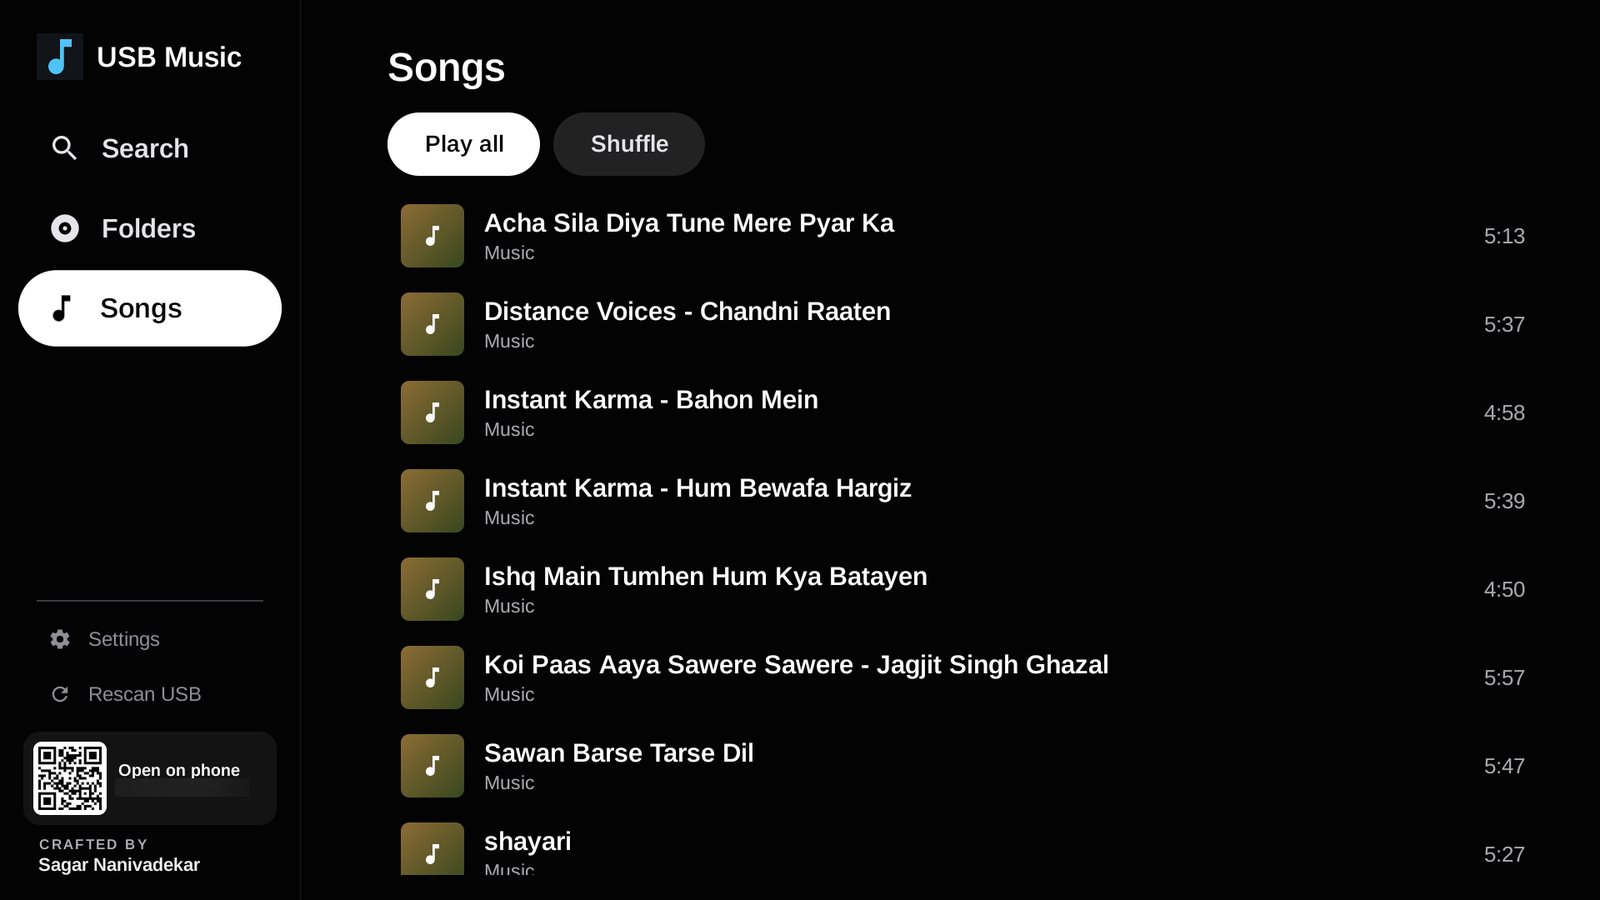 USB Music
Search
Folders
Songs
Settings
Rescan USB
Open on phone
CRAFTED BY
Sagar Nanivadekar
Songs
Play all
Shuffle
Acha Sila Diya Tune Mere Pyar Ka
Music
5:13
Distance Voices - Chandni Raaten
Music
5:37
Instant Karma - Bahon Mein
Music
4:58
Instant Karma - Hum Bewafa Hargiz
Music
5:39
Ishq Main Tumhen Hum Kya Batayen
Music
4:50
Koi Paas Aaya Sawere Sawere - Jagjit Singh Ghazal
Music
5:57
Sawan Barse Tarse Dil
Music
5:47
shayari
Music
5:27